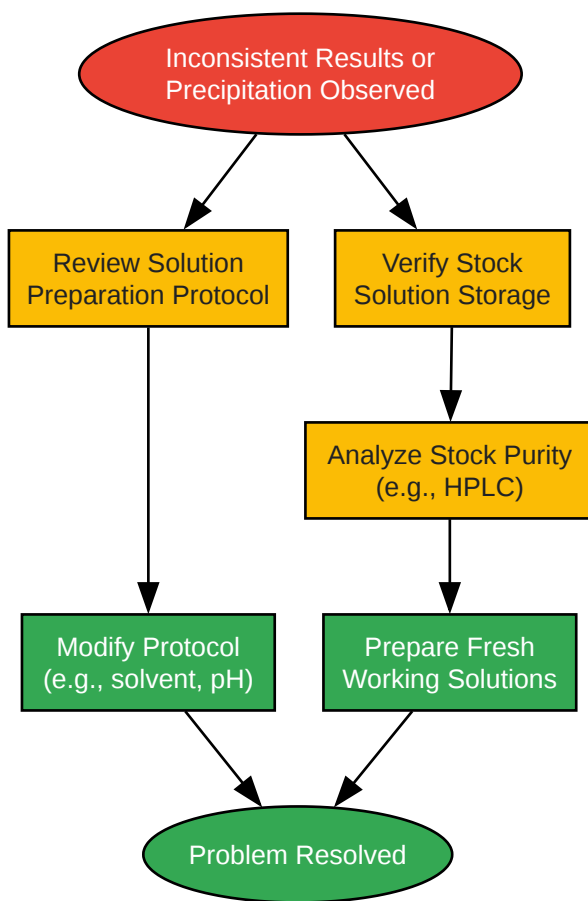 Inconsistent Results or
Precipitation Observed
Review Solution
Preparation Protocol
Verify Stock
Solution Storage
Analyze Stock Purity
(e.g., HPLC)
Modify Protocol
(e.g., solvent, pH)
Prepare Fresh
Working Solutions
Problem Resolved